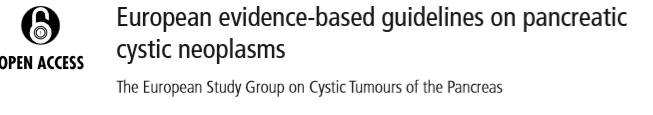 European evidence-based guidelines on pancreatic
cystic neoplasms
OPEN ACCESS
The European Study Group on Cystic Tumours of the Pancreas